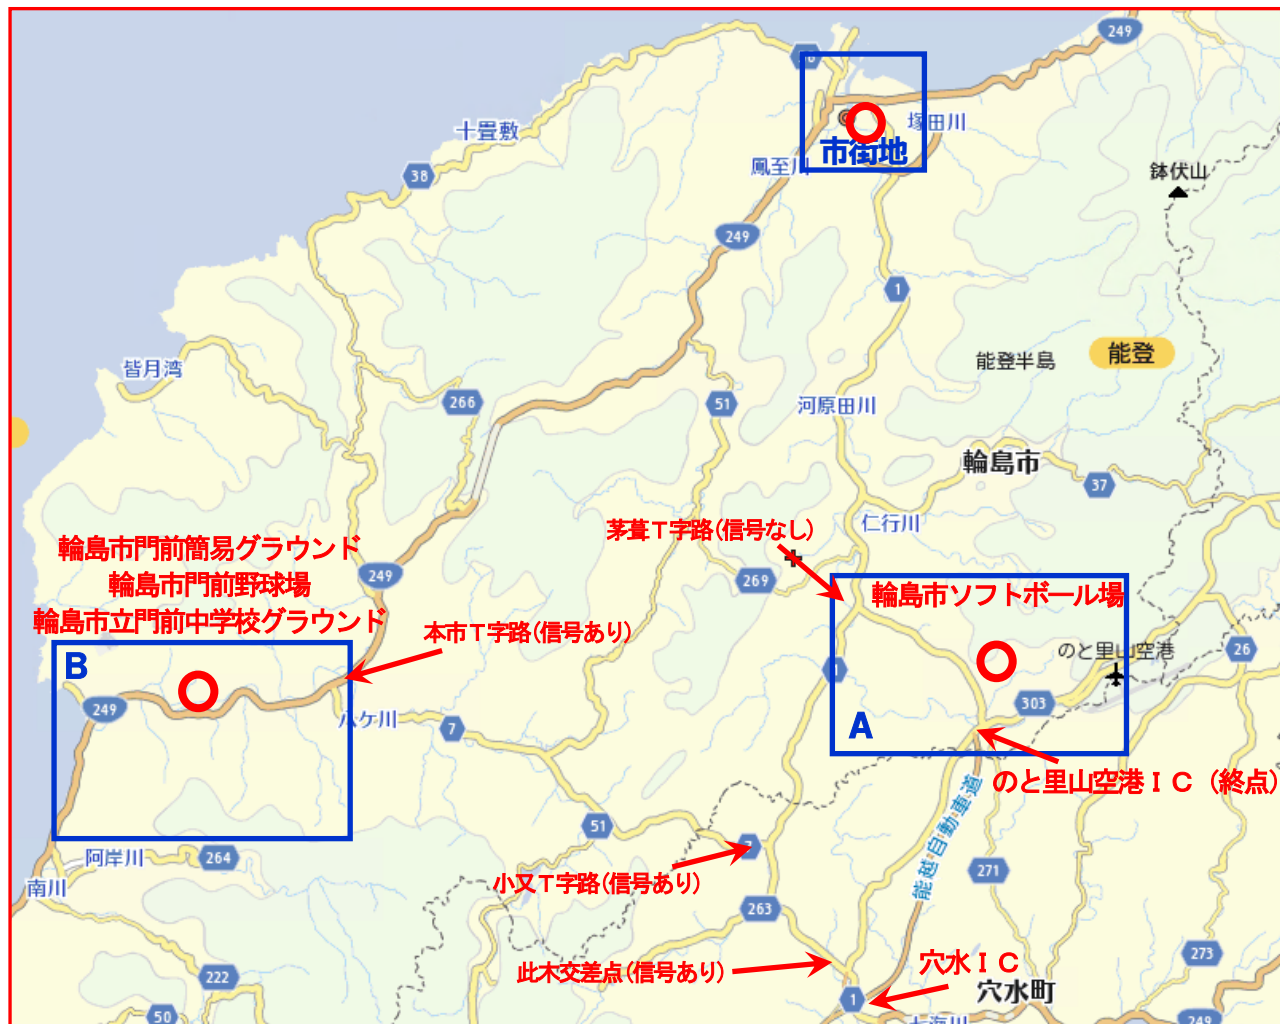 249
38
塚田川
市街地
鳳至川
十畳敷
38
鉢伏山
249
1
皆月湾
能登半島
能登
266
51
河原田川
輪島市
37
茅葺Ｔ字路(信号なし)
仁行川
輪島市門前簡易グラウンド
輪島市門前野球場
輪島市立門前中学校グラウンド
249
269
輪島市ソフトボール場
本市Ｔ字路(信号あり)
B
のと里山空港
26
1
249
八ケ川
7
303
A
のと里山空港ＩＣ（終点）
能越自動車道
51
7
阿岸川
264
南川
小又Ｔ字路(信号あり)
271
263
273
此木交差点(信号あり)
穴水ＩＣ
222
1
穴水町
50
249